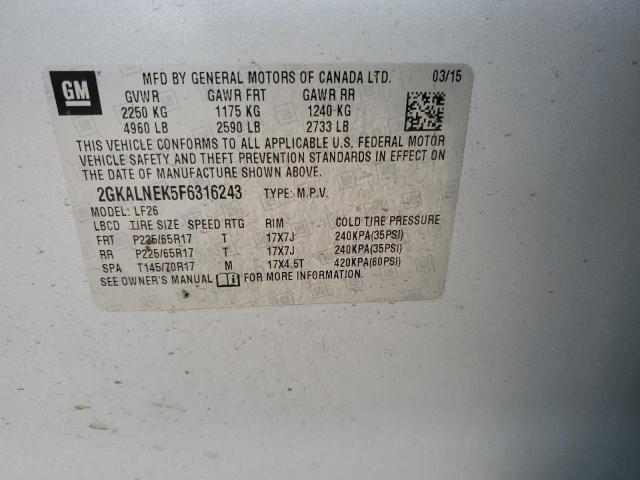 GM
MFD BY GENERAL MOTORS OF CANADA LTD. 03/15
GVWR GAWR FRT GAWR RR
2250 KG 1175 KG 1240 KG
4960 LB 2590 LB 2733 LB
THIS VEHICLE CONFORMS TO ALL APPLICABLE U.S. FEDERAL MOTOR
VEHICLE SAFETY AND THEFT PREVENTION STANDARDS IN EFFECT ON
THE DATE OF MANUFACTURE SHOWN ABOVE.
2GKALNEK5F6316243 TYPE: M.P.V.
MODEL: LF26
LBCD TIRE SIZE SPEED RTG RIM COLD TIRE PRESSURE
FRT P225/65R17 T 17X7J 240KPA(35PSI)
RR P225/65R17 T 17X7J 240KPA(35PSI)
SPA T145/70R17 M 17X4.5T 420KPA(60PSI)
SEE OWNER'S MANUAL FOR MORE INFORMATION.